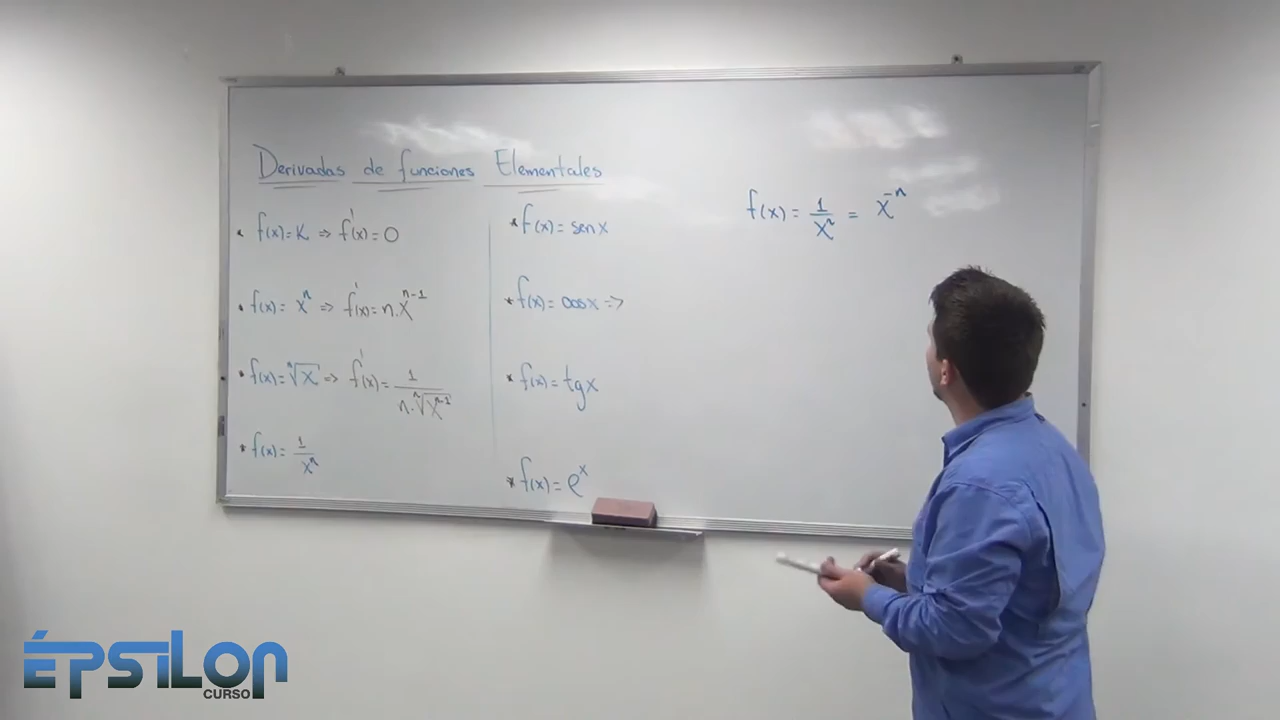 Derivadas de funciones Elementales
* f(x)=K ⇒ f'(x)=0
* f(x)= xⁿ ⇒ f'(x)= n.xⁿ⁻¹
* f(x)= ⁿ√x ⇒ f'(x)= 1/(n.ⁿ√xⁿ⁻¹)
* f(x)= 1/xⁿ
* f(x)= sen x
* f(x)= cos x ⇒
* f(x)= tg x
* f(x)= eˣ
f(x) = 1/xⁿ = x⁻ⁿ
ÉPSILON
CURSO